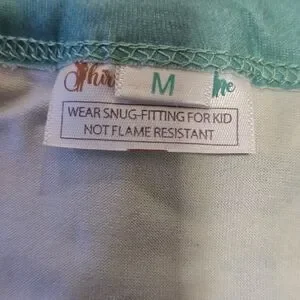 M
WEAR SNUG-FITTING FOR KID
NOT FLAME RESISTANT